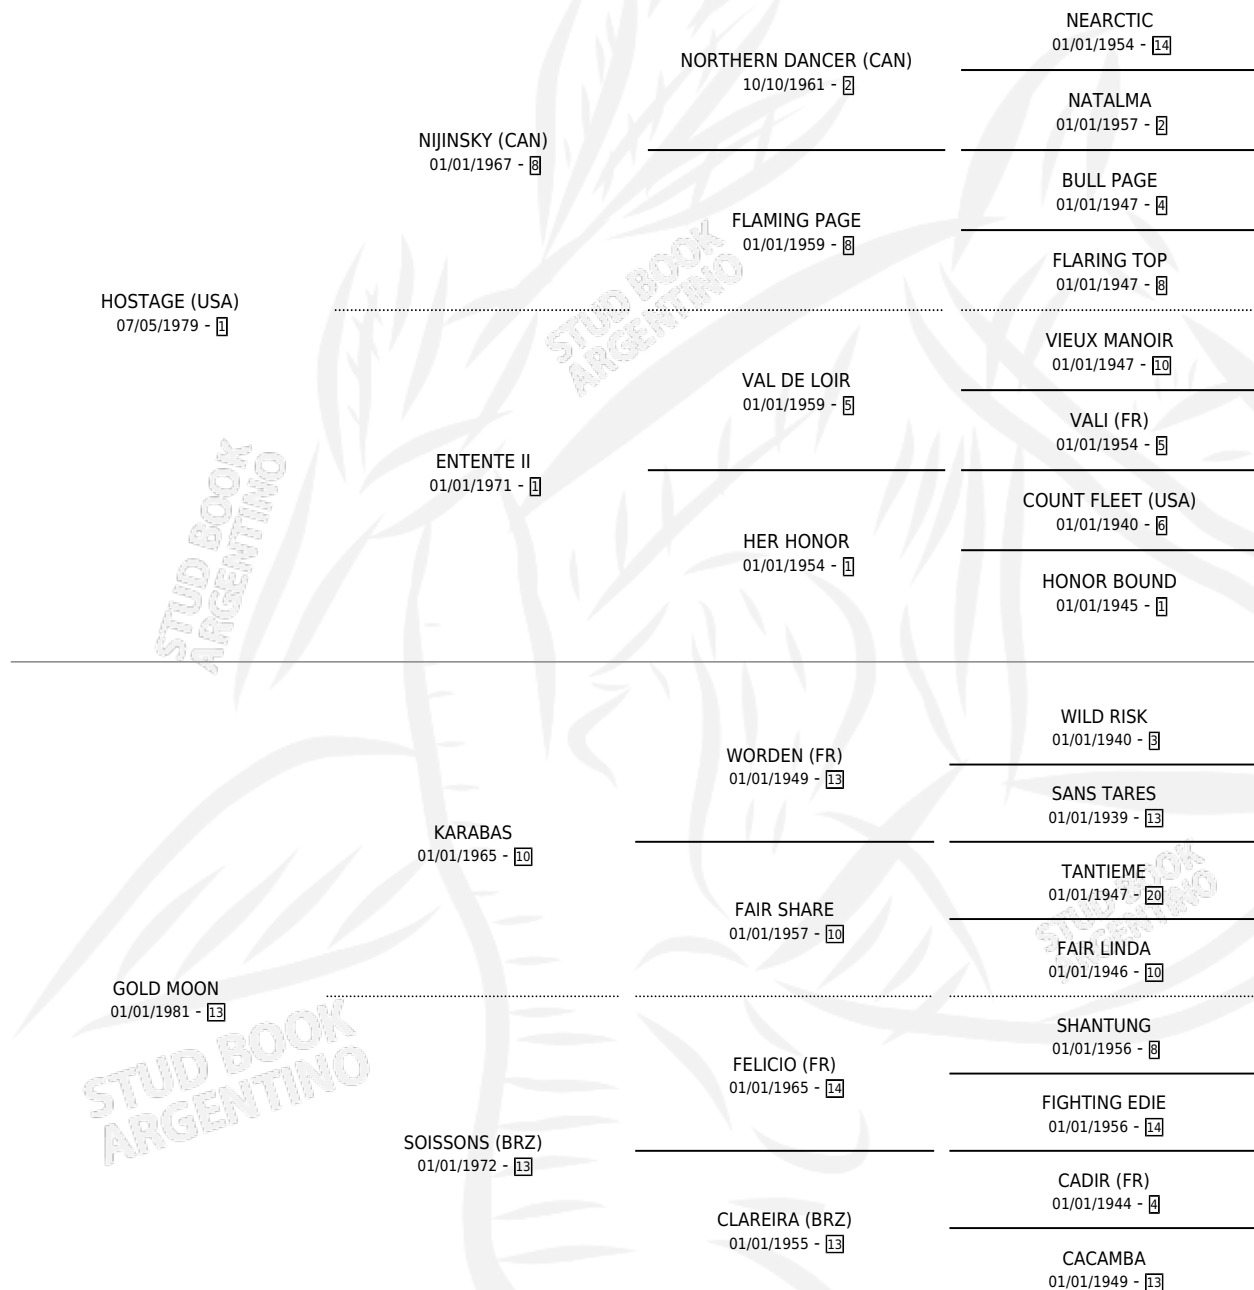 NEARCTIC
01/01/1954 - 14
NORTHERN DANCER (CAN)
10/10/1961 - 2
NATALMA
01/01/1957 - 2
NIJINSKY (CAN)
01/01/1967 - 8
BULL PAGE
01/01/1947 - 4
FLAMING PAGE
01/01/1959 - 8
FLARING TOP
01/01/1947 - 8
HOSTAGE (USA)
07/05/1979 - 1
VIEUX MANOIR
01/01/1947 - 10
VAL DE LOIR
01/01/1959 - 5
VALI (FR)
01/01/1954 - 5
ENTENTE II
01/01/1971 - 1
COUNT FLEET (USA)
01/01/1940 - 6
HER HONOR
01/01/1954 - 1
HONOR BOUND
01/01/1945 - 1
WILD RISK
01/01/1940 - 3
WORDEN (FR)
01/01/1949 - 13
SANS TARES
01/01/1939 - 13
KARABAS
01/01/1965 - 10
TANTIEME
01/01/1947 - 20
FAIR SHARE
01/01/1957 - 10
FAIR LINDA
01/01/1946 - 10
GOLD MOON
01/01/1981 - 13
SHANTUNG
01/01/1956 - 8
FELICIO (FR)
01/01/1965 - 14
FIGHTING EDIE
01/01/1956 - 14
SOISSONS (BRZ)
01/01/1972 - 13
CADIR (FR)
01/01/1944 - 4
CLAREIRA (BRZ)
01/01/1955 - 13
CACAMBA
01/01/1949 - 13
STUD BOOK
ARGENTINO
STUD BOOK
ARGENTINO
STUD BOOK
ARGENTINO
STUD BOOK
ARGENTINO